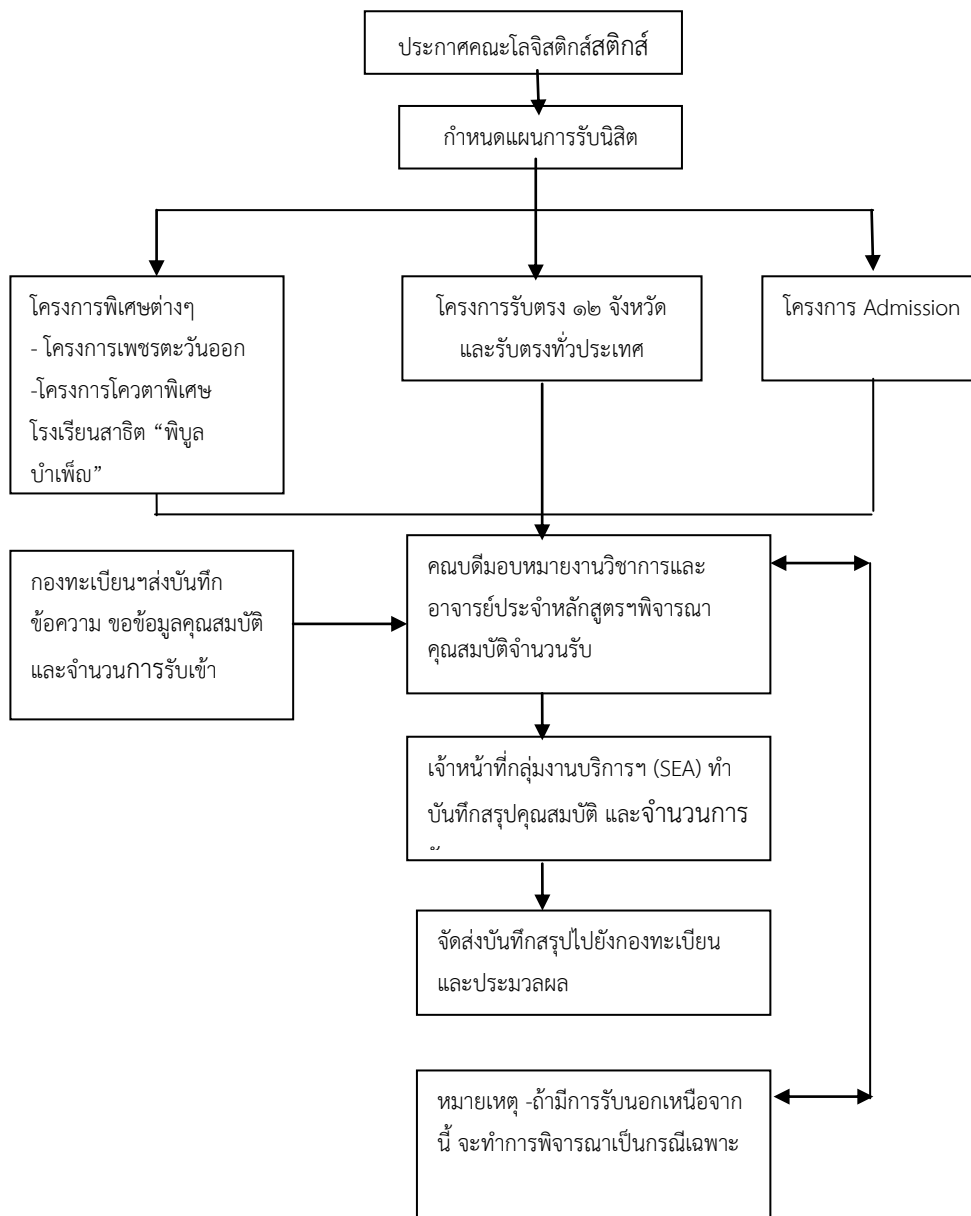 ประกาศคณะโลจิสติกส์สติกส์
กำหนดแผนการรับนิสิต
โครงการพิเศษต่างๆ
- โครงการเพชรตะวันออก
-โครงการโควตาพิเศษ
โรงเรียนสาธิต “พิบูล
บำเพ็ญ”
โครงการรับตรง ๑๒ จังหวัด
และรับตรงทั่วประเทศ
โครงการ Admission
กองทะเบียนฯส่งบันทึก
ข้อความ ขอข้อมูลคุณสมบัติ
และจำนวนการรับเข้า
คณบดีมอบหมายงานวิชาการและ
อาจารย์ประจำหลักสูตรฯพิจารณา
คุณสมบัติจำนวนรับ
เจ้าหน้าที่กลุ่มงานบริการฯ (SEA) ทำ
บันทึกสรุปคุณสมบัติ และจำนวนการ
จัดส่งบันทึกสรุปไปยังกองทะเบียน
และประมวลผล
หมายเหตุ -ถ้ามีการรับนอกเหนือจาก
นี้ จะทำการพิจารณาเป็นกรณีเฉพาะ